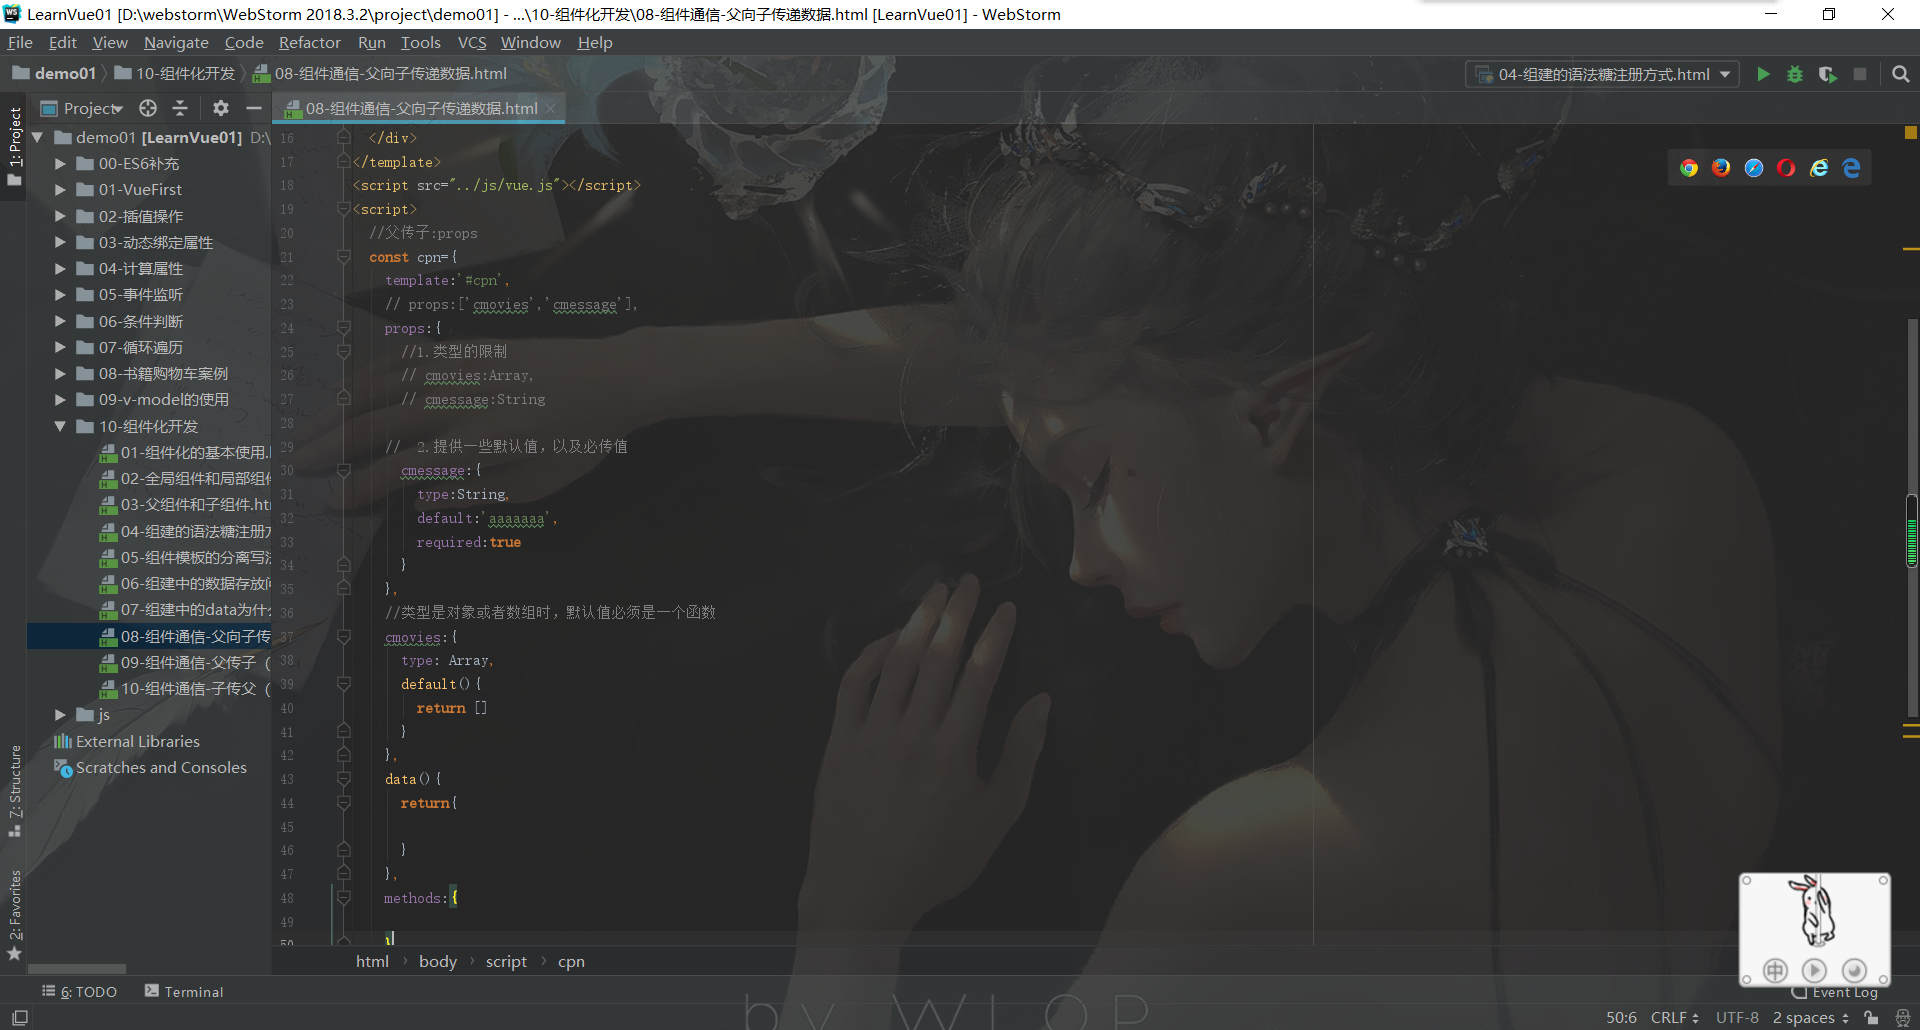 LearnVue01 [D:\webstorm\WebStorm 2018.3.2\project\demo01] - ...\10-组件化开发\08-组件通信-父向子传递数据.html [LearnVue01] - WebStorm
File Edit View Navigate Code Refactor Run Tools VCS Window Help
demo01 10-组件化开发 08-组件通信-父向子传递数据.html
04-组建的语法糖注册方式.html
1: Project
Project
08-组件通信-父向子传递数据.html
demo01 [LearnVue01] D:\
00-ES6补充
01-VueFirst
02-插值操作
03-动态绑定属性
04-计算属性
05-事件监听
06-条件判断
07-循环遍历
08-书籍购物车案例
09-v-model的使用
10-组件化开发
01-组件化的基本使用.
02-全局组件和局部组件
03-父组件和子组件.ht
04-组建的语法糖注册方
05-组件模板的分离写法
06-组建中的数据存放问
07-组建中的data为什么
08-组件通信-父向子传
09-组件通信-父传子（
10-组件通信-子传父（
js
External Libraries
Scratches and Consoles
7: Structure
2: Favorites
16 </div>
17 </template>
18 <script src="../js/vue.js"></script>
19 <script>
20 //父传子:props
21 const cpn={
22 template:'#cpn',
23 // props:['cmovies','cmessage'],
24 props:{
25 //1.类型的限制
26 // cmovies:Array,
27 // cmessage:String
28
29 // 2.提供一些默认值，以及必传值
30 cmessage:{
31 type:String,
32 default:'aaaaaaa',
33 required:true
34 }
35 },
36 //类型是对象或者数组时，默认值必须是一个函数
37 cmovies:{
38 type: Array,
39 default(){
40 return []
41 }
42 },
43 data(){
44 return{
45
46 }
47 },
48 methods:{
49
50 }
html › body › script › cpn
中
6: TODO Terminal
Event Log
by WLOP
50:6 CRLF UTF-8 2 spaces